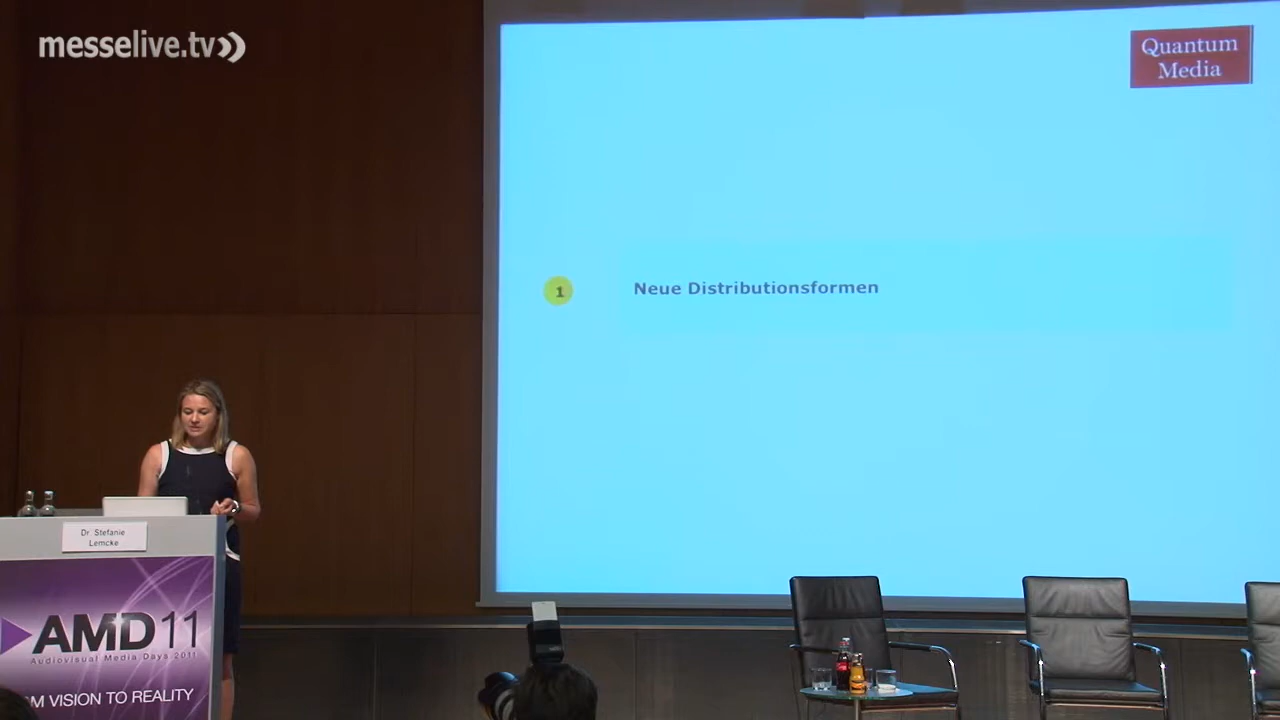 messelive.tv
Quantum
Media
1
Neue Distributionsformen
Dr. Stefanie
Lemcke
AMD11
Audiovisual Media Days 2011
M VISION TO REALITY